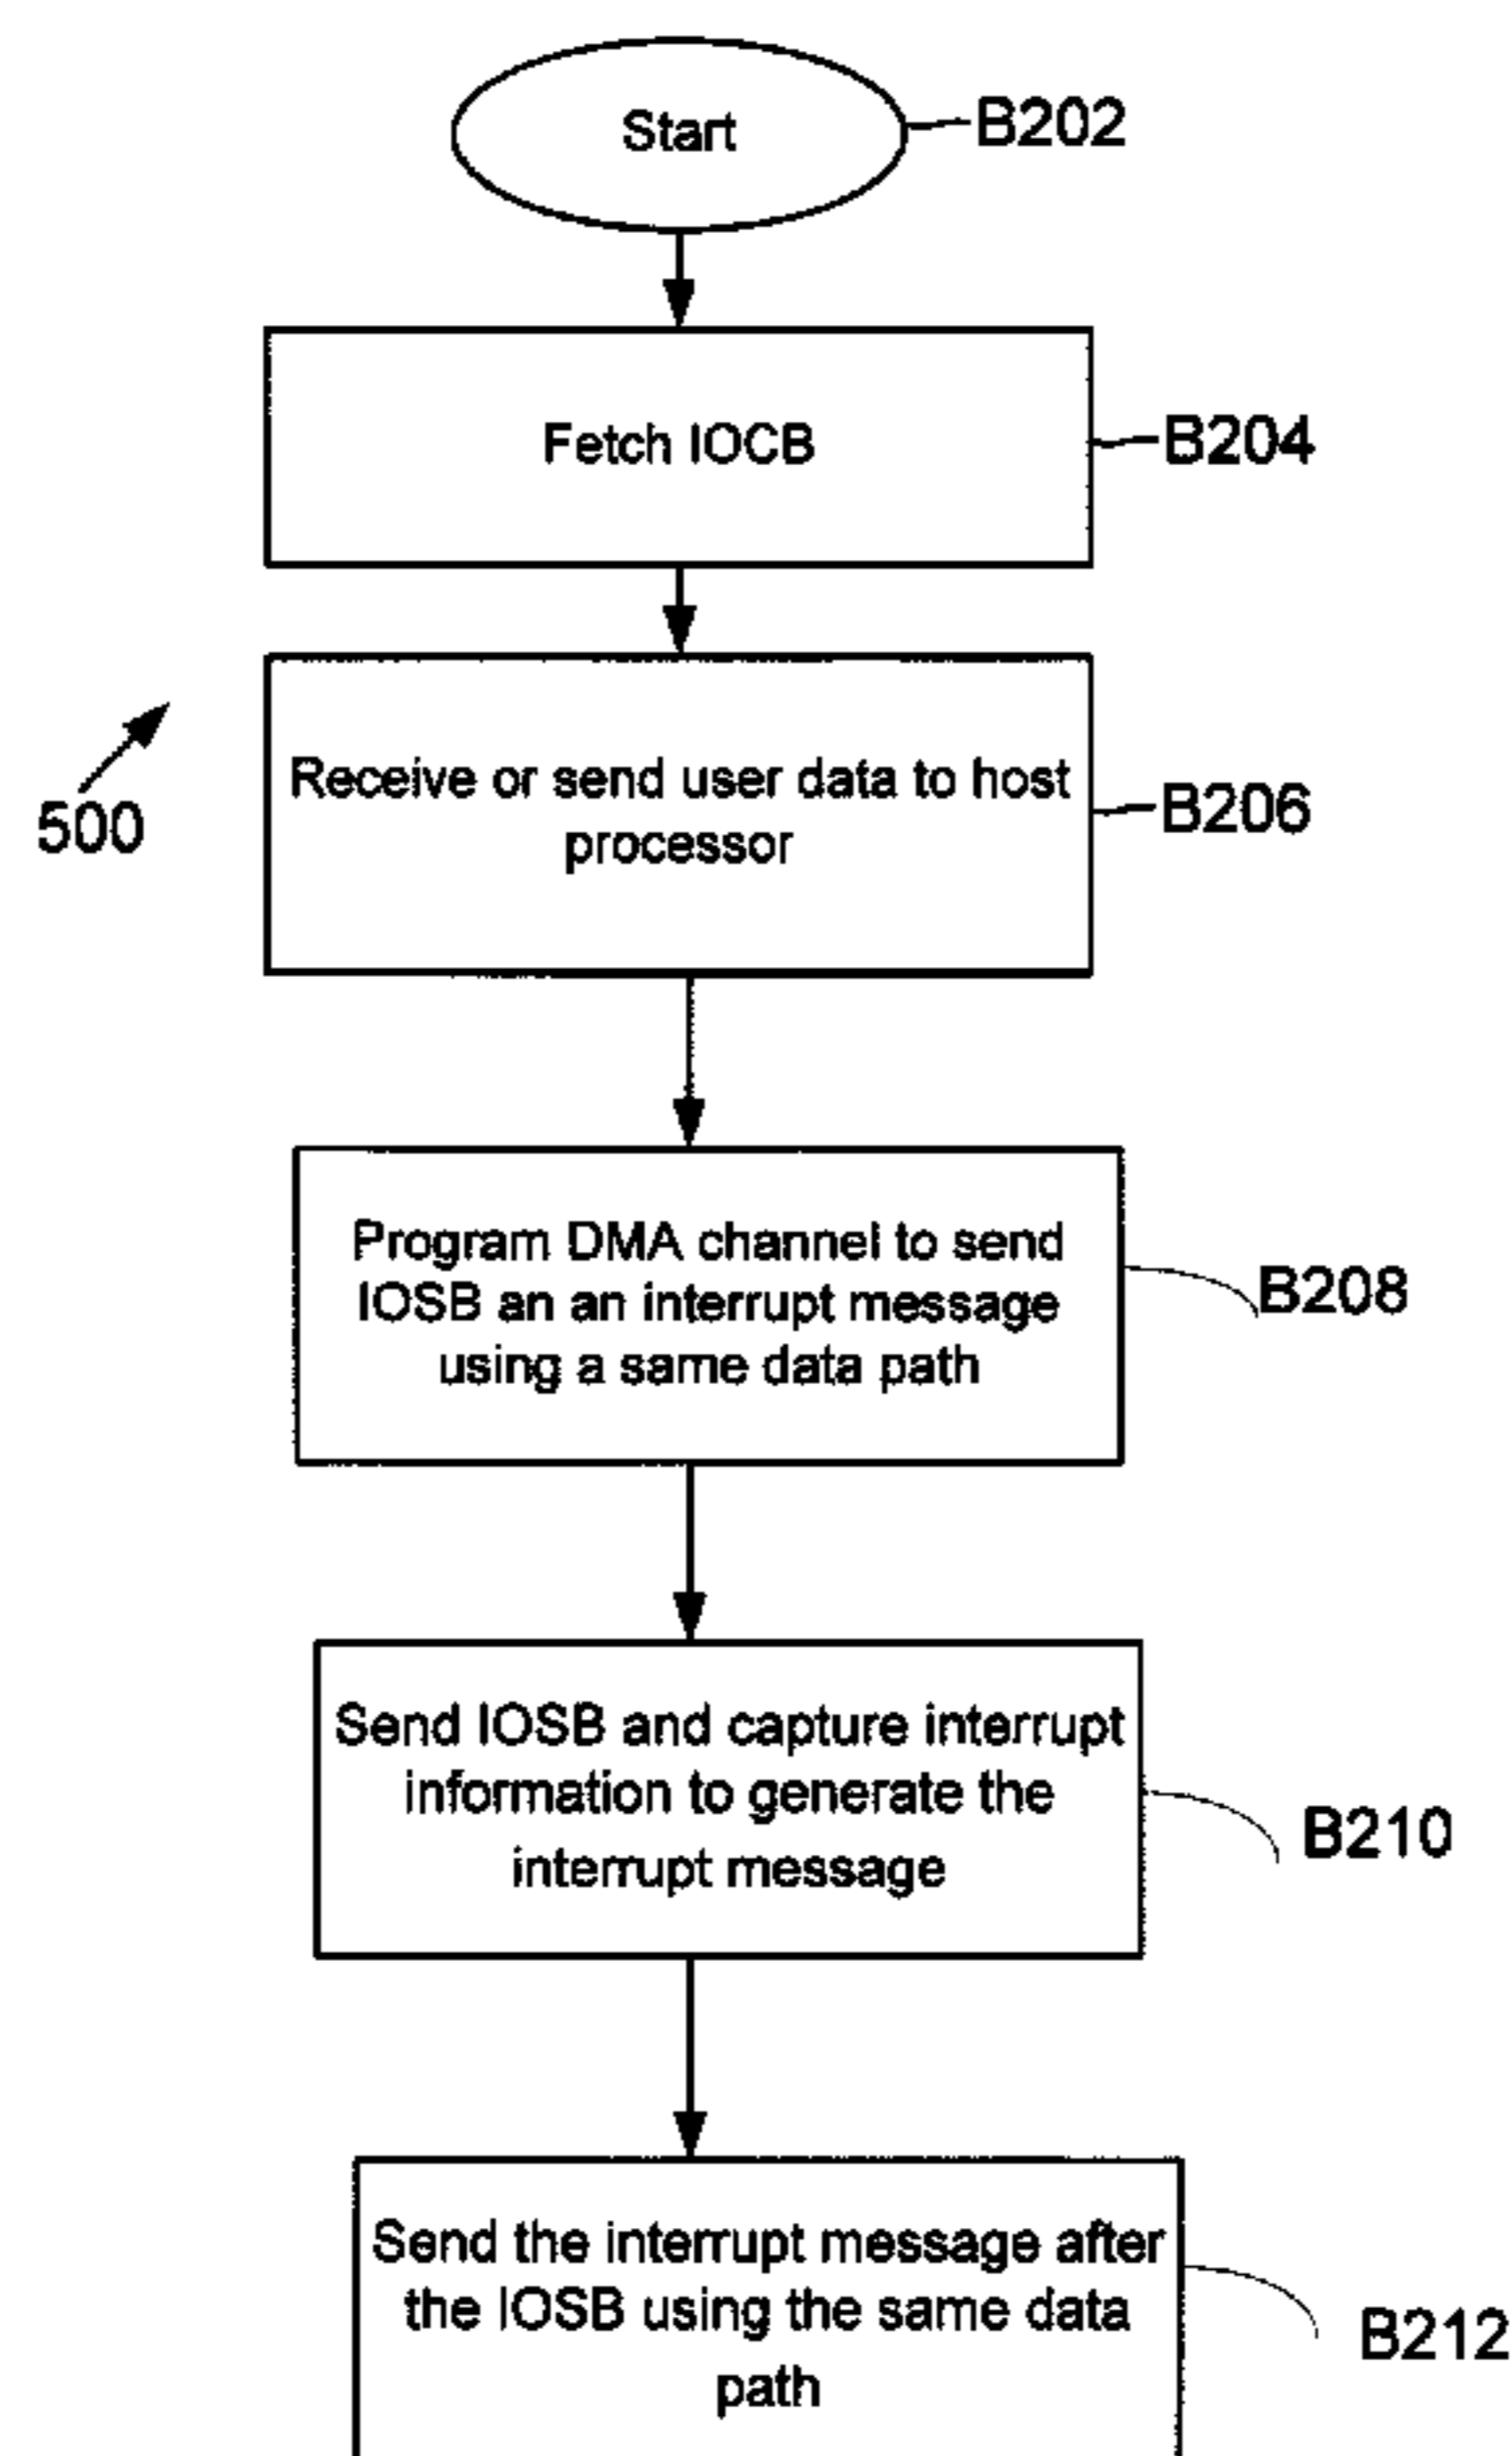 Start
B202
Fetch IOCB
B204
Receive or send user data to host
processor
B206
500
Program DMA channel to send
IOSB an an interrupt message
using a same data path
B208
Send IOSB and capture interrupt
information to generate the
interrupt message
B210
Send the interrupt message after
the IOSB using the same data
path
B212